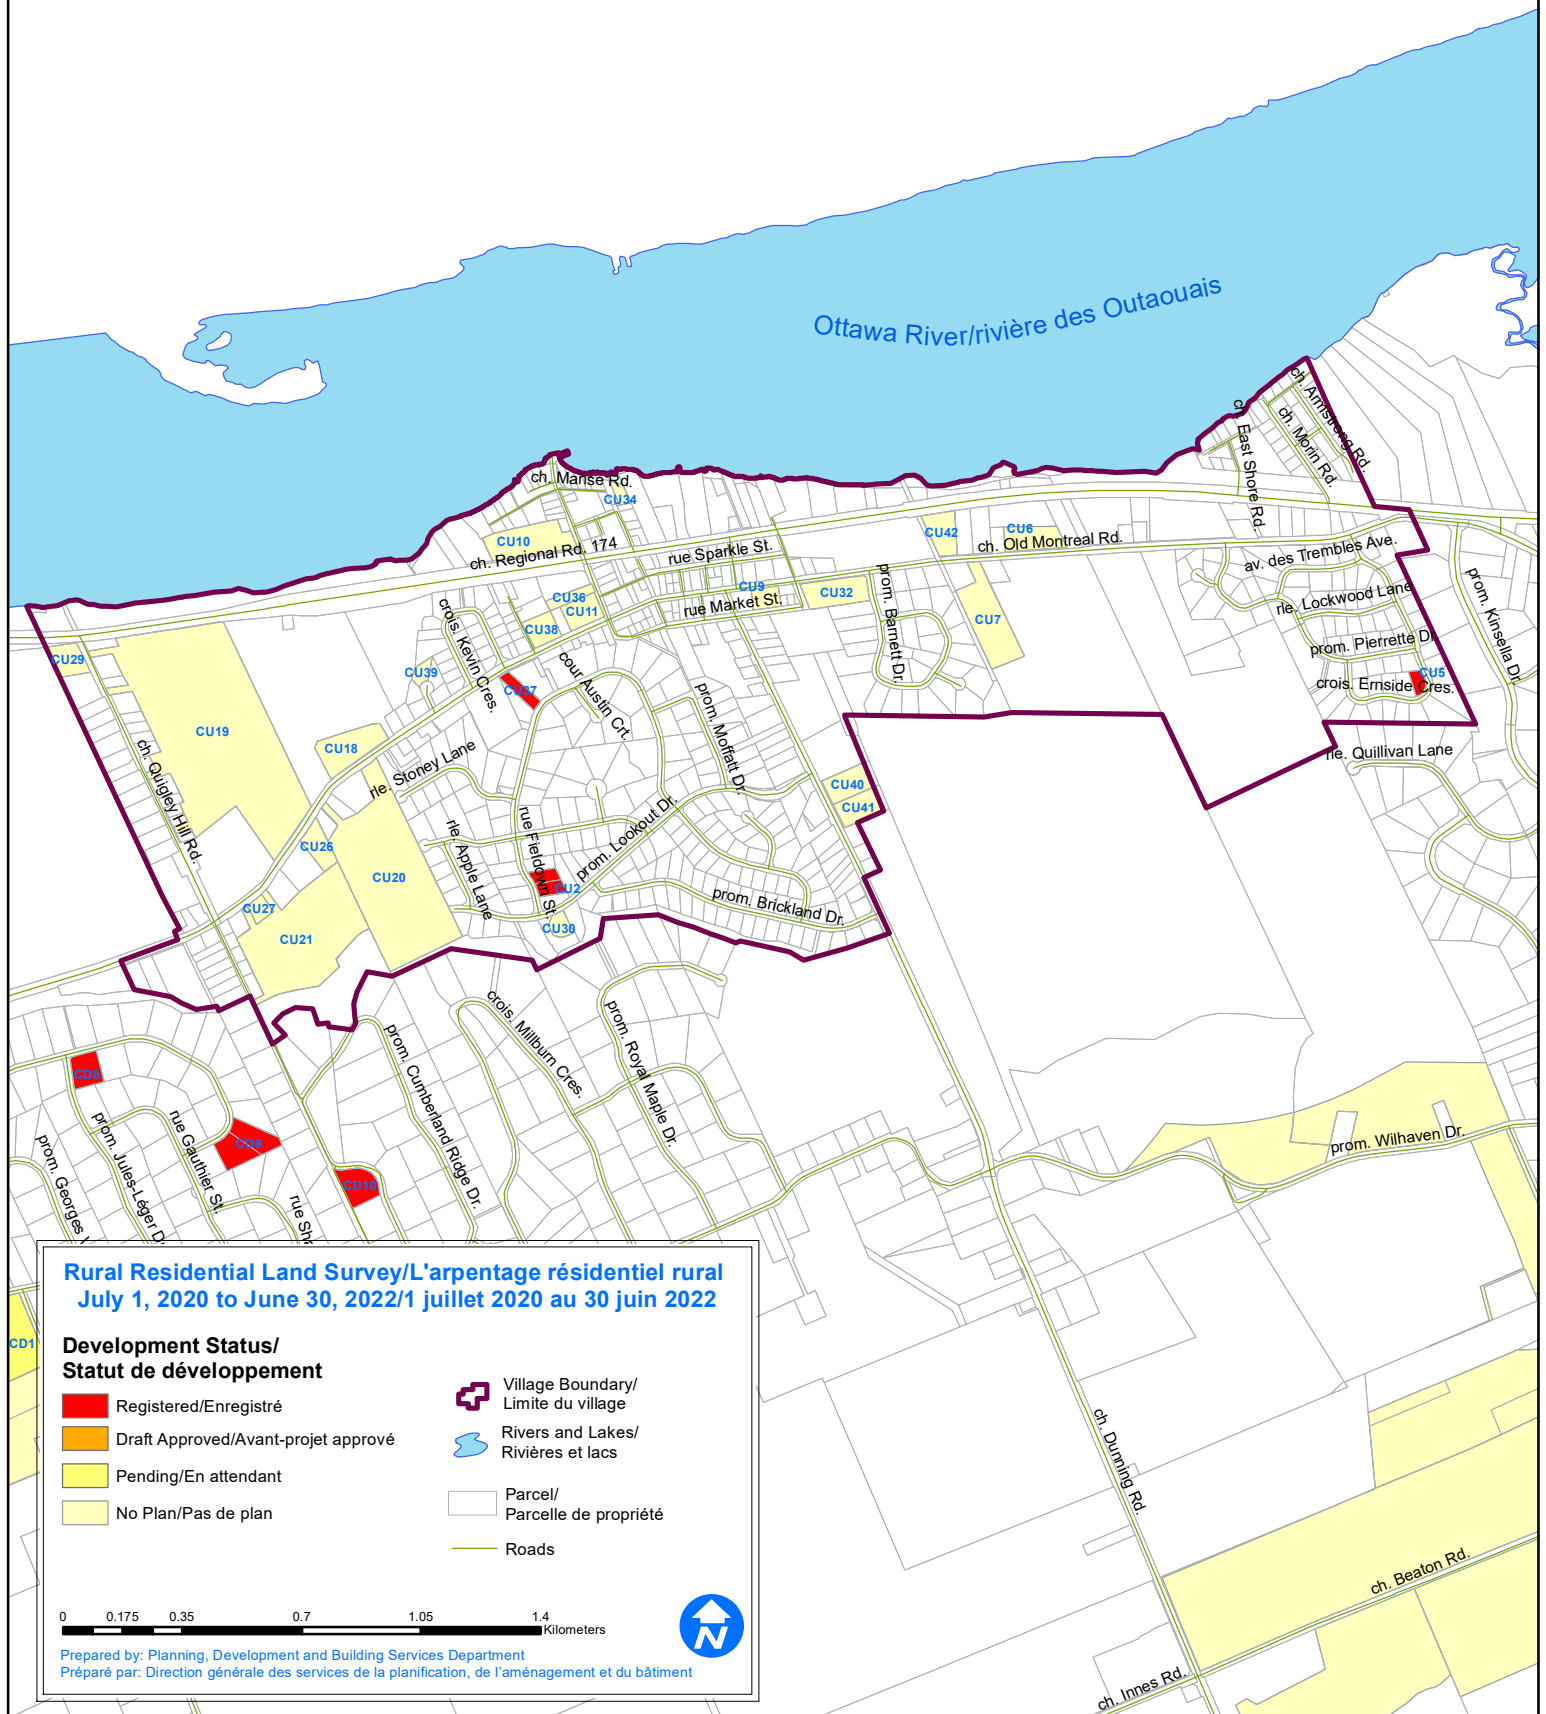 Ottawa River/rivière des Outaouais
ch. Armstrong Rd.
ch. Morin Rd.
ch. East Shore Rd.
ch. Manse Rd.
CU34
CU10
ch. Regional Rd. 174
rue Sparkle St.
CU42
CU6
ch. Old Montreal Rd.
av. des Trembles Ave.
CU36
CU11
CU9
rue Market St.
CU32
prom. Barnett Dr.
rle. Lockwood Lane
prom. Kinsella Dr.
crois. Kevin Cres.
CU38
CU7
prom. Pierrette Dr.
CU29
CU39
CU37
cour Austin Crt.
CU5
crois. Ernside Cres.
CU19
CU18
ch. Quigley Hill Rd.
rle. Stoney Lane
prom. Moffatt Dr.
rle. Quillivan Lane
CU40
CU41
CU26
rle. Apple Lane
rue Fieldown St.
prom. Lookout Dr.
CU20
CU2
prom. Brickland Dr.
CU27
CU21
CU30
crois. Millburn Cres.
prom. Royal Maple Dr.
prom. Cumberland Ridge Dr.
CD8
CD9
CD10
prom. Jules-Léger D
rue Gauthier St.
prom. Georges
rue Sha
prom. Wilhaven Dr.
CD1
ch. Dunning Rd.
ch. Beaton Rd.
ch. Innes Rd.
Rural Residential Land Survey/L'arpentage résidentiel rural
July 1, 2020 to June 30, 2022/1 juillet 2020 au 30 juin 2022
Development Status/
Statut de développement
Registered/Enregistré
Draft Approved/Avant-projet apprové
Pending/En attendant
No Plan/Pas de plan
Village Boundary/
Limite du village
Rivers and Lakes/
Rivières et lacs
Parcel/
Parcelle de propriété
Roads
0 0.175 0.35 0.7 1.05 1.4
Kilometers
N
Prepared by: Planning, Development and Building Services Department
Préparé par: Direction générale des services de la planification, de l'aménagement et du bâtiment